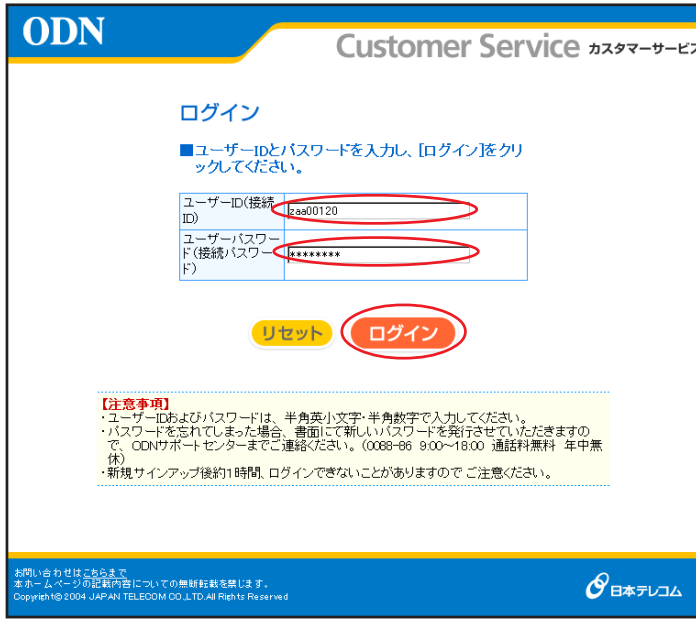 ODN
Customer Service カスタマーサービス
ログイン
■ユーザーIDとパスワードを入力し、[ログイン]をクリ
ックしてください。
ユーザーID(接続
ID)
zaa00120
ユーザーパスワー
ド(接続パスワー
ド)
********
リセット
ログイン
【注意事項】
・ユーザーIDおよびパスワードは、半角英小文字・半角数字で入力してください。
・パスワードを忘れてしまった場合、書面にて新しいパスワードを発行させていただきますの
で、ODNサポートセンターまでご連絡ください。(0088-86 9:00～18:00 通話料無料 年中無
休)
・新規サインアップ後約1時間、ログインできないことがありますので ご注意ください。
お問い合わせはこちらまで
本ホームページの記載内容についての無断転載を禁じます。
Copyright©2004 JAPAN TELECOM CO.,LTD.All Rights Reserved
日本テレコム